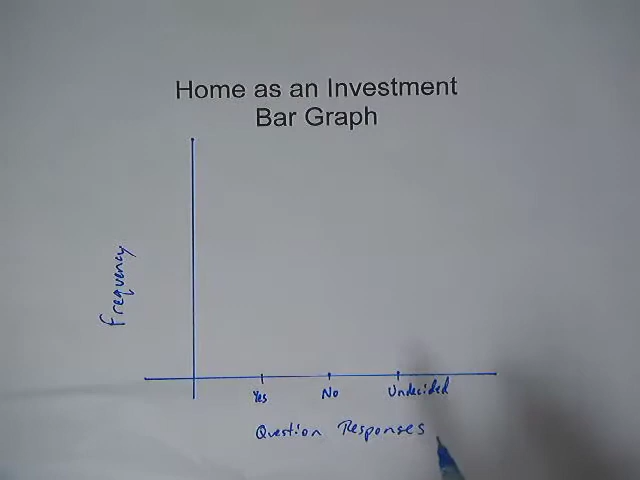 Home as an Investment
Bar Graph
Frequency
Yes No Undecided
Question Responses